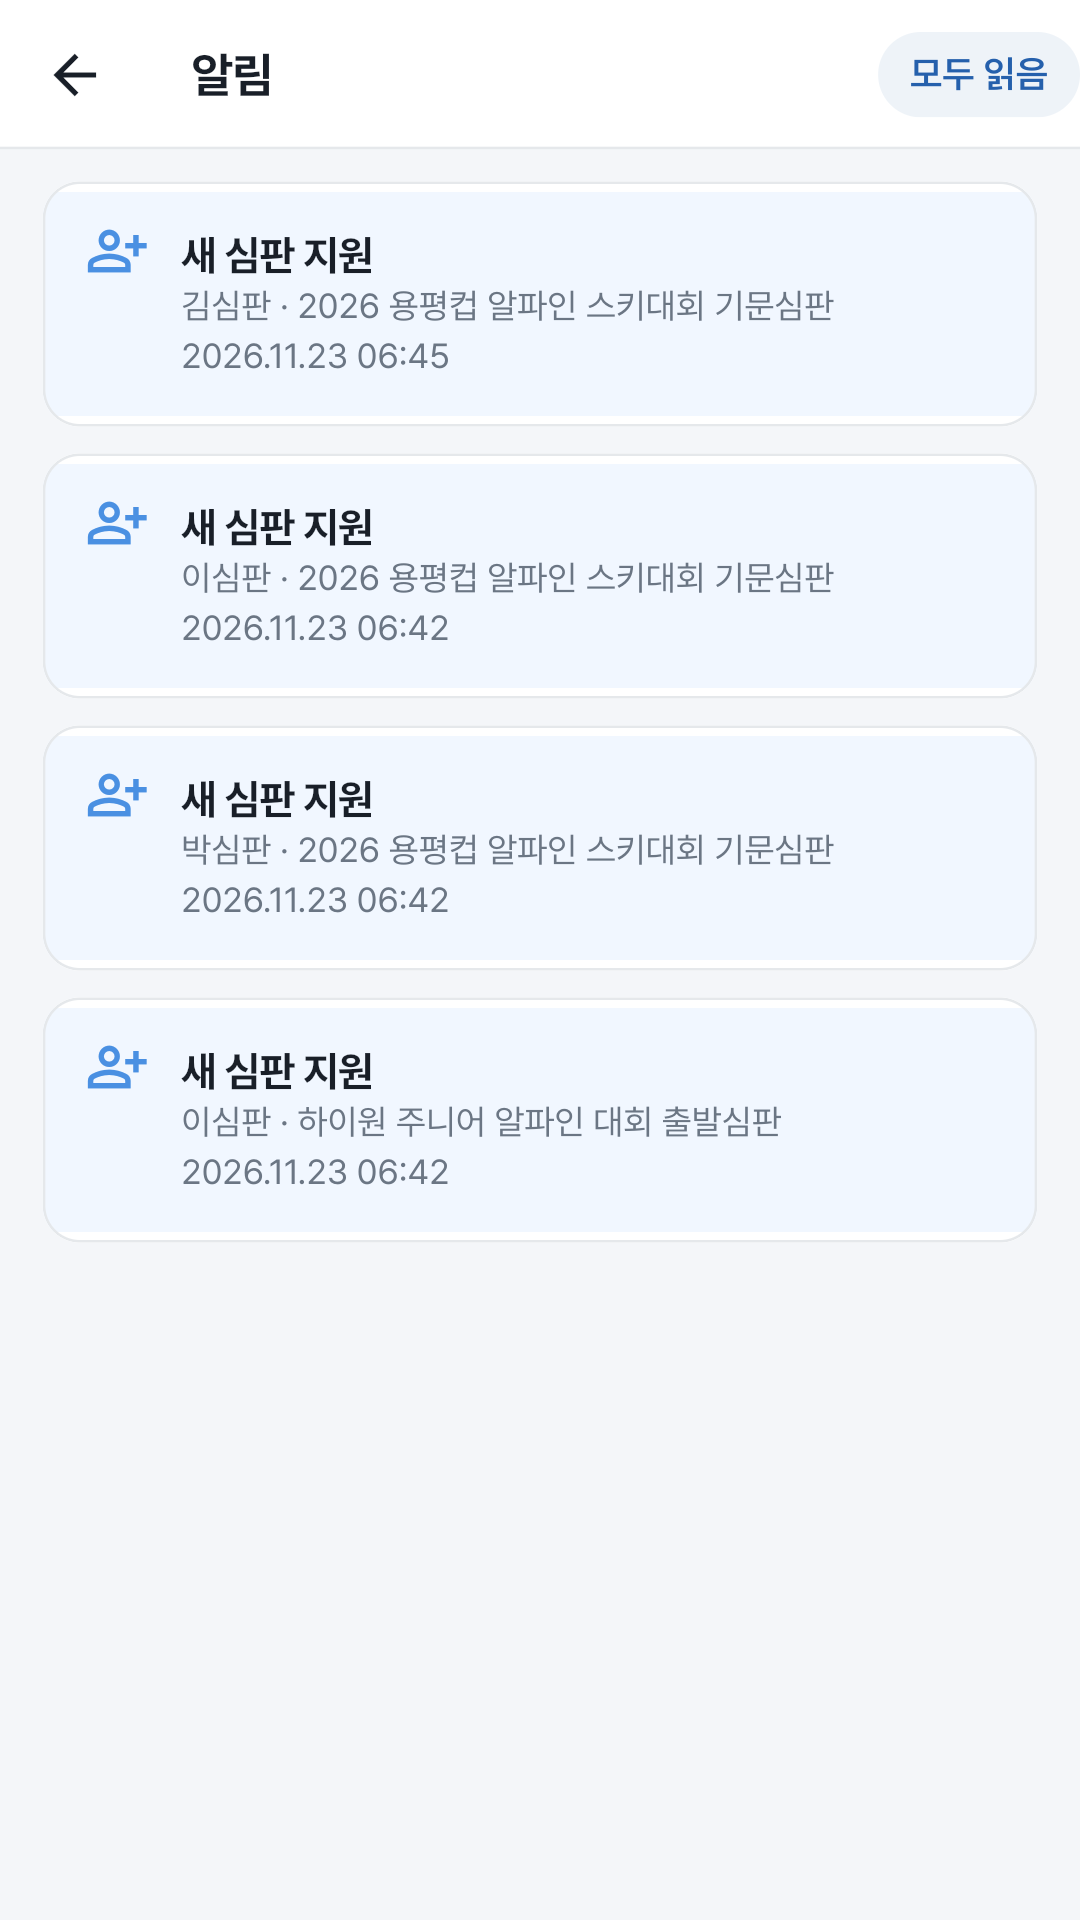 알림
모두 읽음
새 심판 지원
김심판 · 2026 용평컵 알파인 스키대회 기문심판
2026.11.23 06:45
새 심판 지원
이심판 · 2026 용평컵 알파인 스키대회 기문심판
2026.11.23 06:42
새 심판 지원
박심판 · 2026 용평컵 알파인 스키대회 기문심판
2026.11.23 06:42
새 심판 지원
이심판 · 하이원 주니어 알파인 대회 출발심판
2026.11.23 06:42